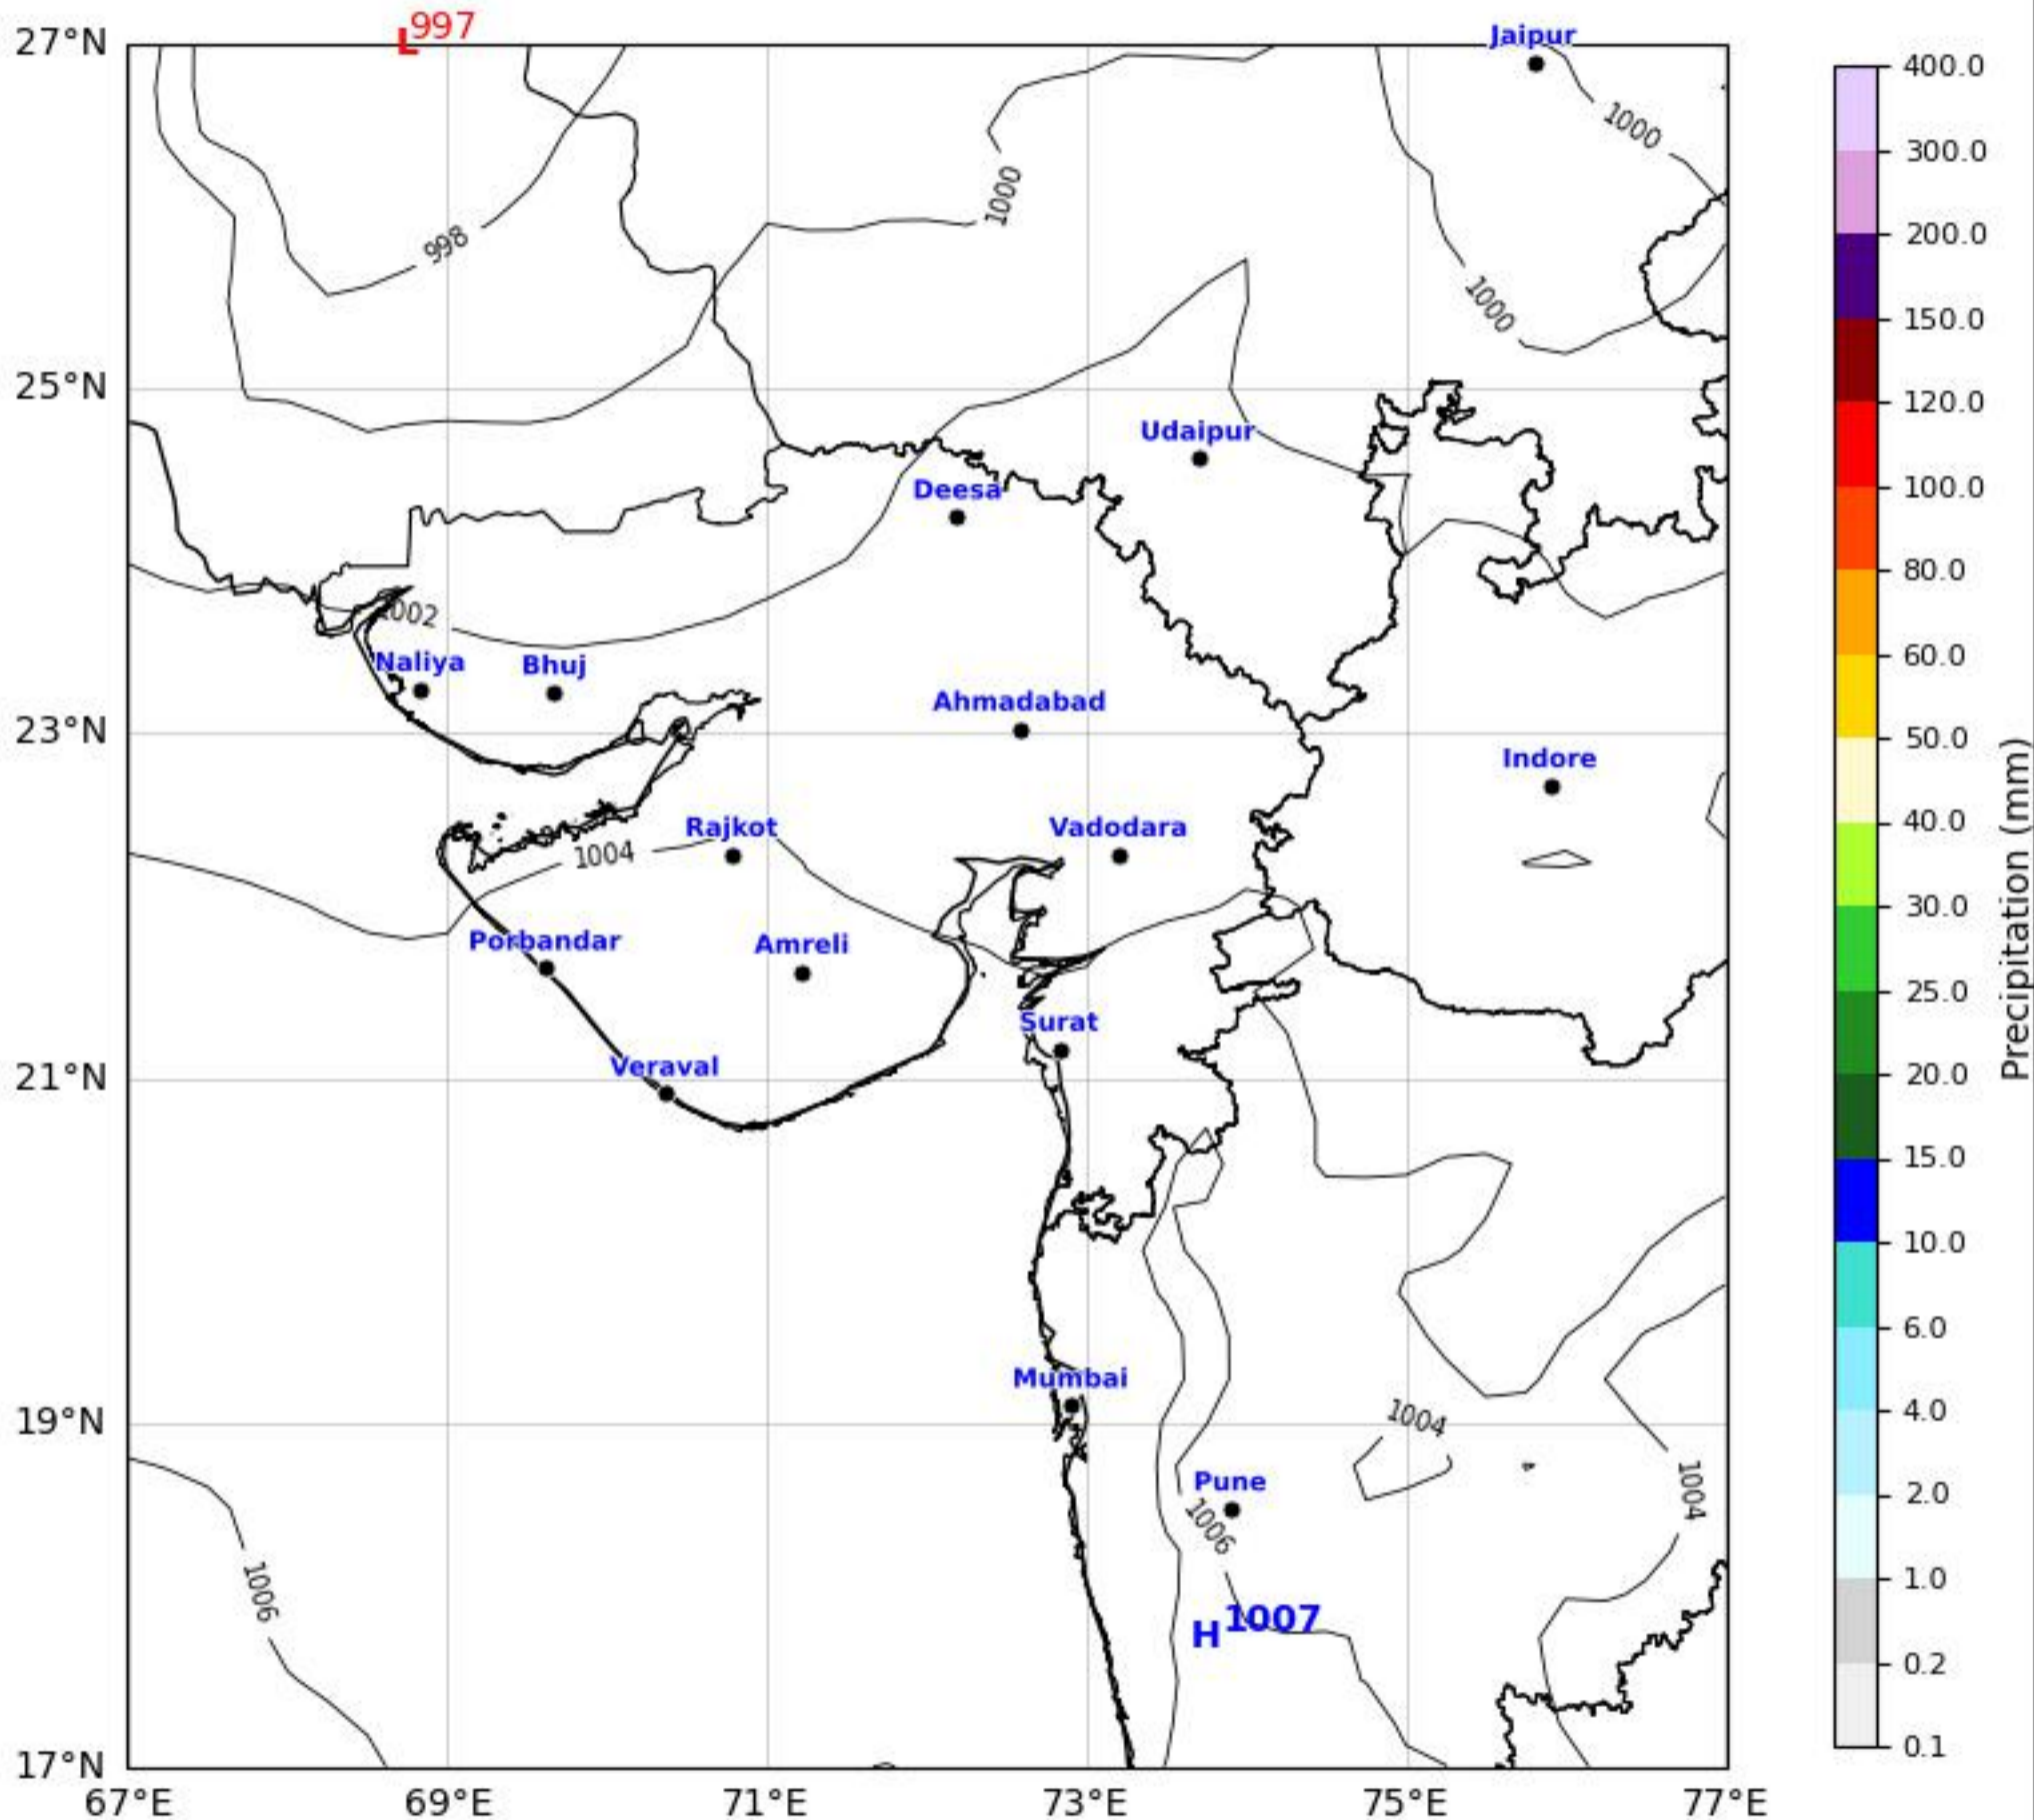 L997
27°N
Jaipur
400.0
1000
300.0
1000
998
200.0
1000
150.0
25°N
120.0
Udaipur
100.0
Deesa
80.0
1002
Naliya
Bhuj
60.0
Ahmadabad
23°N
50.0
Indore
Precipitation (mm)
40.0
Rajkot
Vadodara
1004
30.0
Porbandar
Amreli
25.0
Surat
21°N
Veraval
20.0
15.0
10.0
6.0
Mumbai
4.0
19°N
1004
Pune
1004
2.0
1006
1006
1.0
H1007
0.2
0.1
17°N
67°E
69°E
71°E
73°E
75°E
77°E